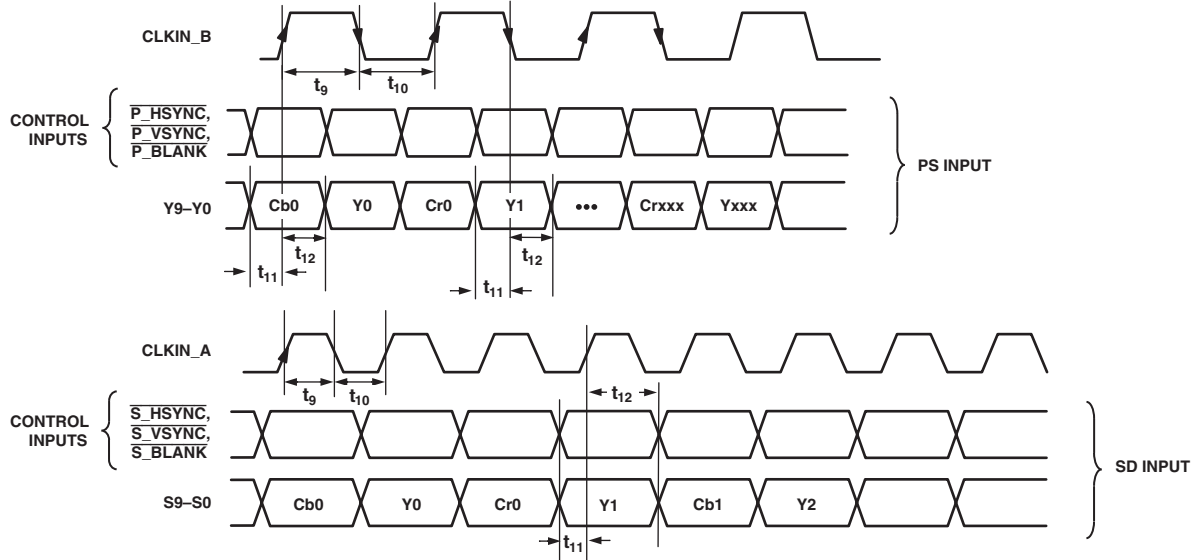 CLKIN_B
t9 t10
CONTROL INPUTS
P_HSYNC,
P_VSYNC,
P_BLANK
PS INPUT
Y9–Y0 Cb0 Y0 Cr0 Y1 ••• Crxxx Yxxx
t12 t12
t11 t11
CLKIN_A
t9 t10 t12
CONTROL INPUTS
S_HSYNC,
S_VSYNC,
S_BLANK
SD INPUT
S9–S0 Cb0 Y0 Cr0 Y1 Cb1 Y2
t11